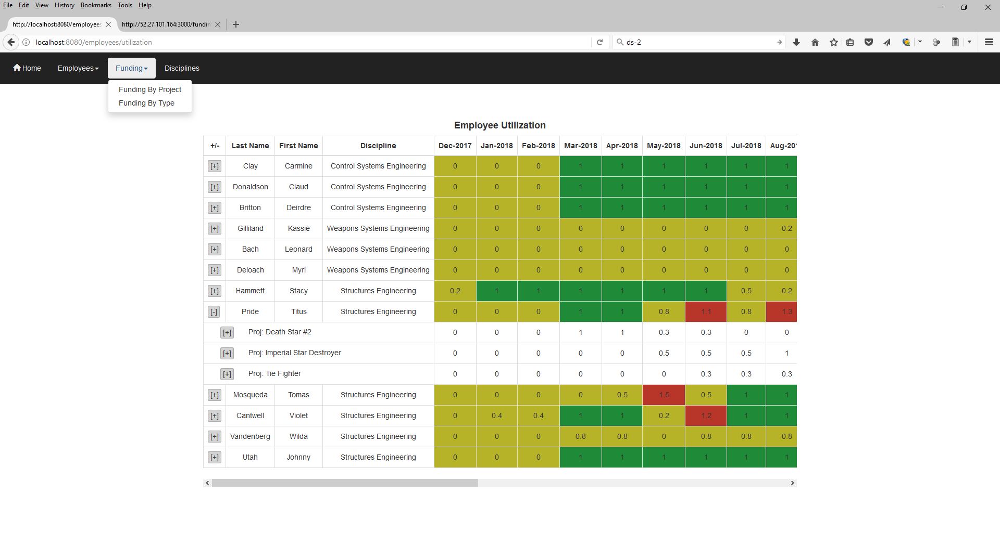 File Edit View History Bookmarks Tools Help
http://localhost:8080/employees http://52.27.101.164:3000/fundin
localhost:8080/employees/utilization ds-2
Home Employees Funding Disciplines
Funding By Project
Funding By Type
Employee Utilization
+/- Last Name First Name Discipline Dec-2017 Jan-2018 Feb-2018 Mar-2018 Apr-2018 May-2018 Jun-2018 Jul-2018 Aug-201
[+] Clay Carmine Control Systems Engineering 0 0 0 1 1 1 1 1 1
[+] Donaldson Claud Control Systems Engineering 0 0 0 1 1 1 1 1 1
[+] Britton Deirdre Control Systems Engineering 0 0 0 1 1 1 1 1 1
[+] Gilliland Kassie Weapons Systems Engineering 0 0 0 0 0 0 0 0 0.2
[+] Bach Leonard Weapons Systems Engineering 0 0 0 0 0 0 0 0 0
[+] Deloach Myrl Weapons Systems Engineering 0 0 0 0 0 0 0 0 0
[+] Hammett Stacy Structures Engineering 0.2 1 1 1 1 1 1 0.5 0.2
[-] Pride Titus Structures Engineering 0 0 0 1 1 0.8 1.1 0.8 1.3
[+] Proj: Death Star #2 0 0 0 1 1 0.3 0.3 0 0
[+] Proj: Imperial Star Destroyer 0 0 0 0 0 0.5 0.5 0.5 1
[+] Proj: Tie Fighter 0 0 0 0 0 0 0.3 0.3 0.3
[+] Mosqueda Tomas Structures Engineering 0 0 0 0 0.5 1.5 0.5 1 1
[+] Cantwell Violet Structures Engineering 0 0.4 0.4 1 1 0.2 1.2 1 1
[+] Vandenberg Wilda Structures Engineering 0 0 0 0.8 0.8 0 0.8 0.8 0.8
[+] Utah Johnny Structures Engineering 0 0 0 1 1 1 1 1 1